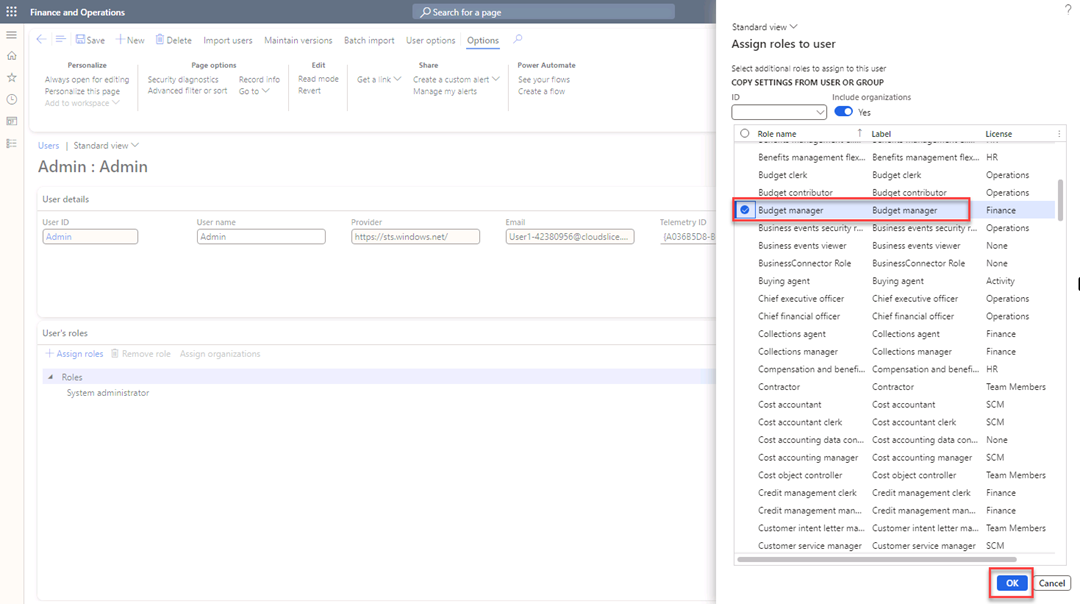 Finance and Operations
Search for a page
Save New Delete Import users Maintain versions Batch import User options Options
Personalize
Always open for editing
Personalize this page
Add to workspace
Page options
Security diagnostics
Advanced filter or sort
Record info
Go to
Edit
Read mode
Revert
Share
Get a link
Create a custom alert
Manage my alerts
Power Automate
See your flows
Create a flow
Users | Standard view
Admin : Admin
User details
User ID
Admin
User name
Admin
Provider
https://sts.windows.net/
Email
User1-42380956@cloudslice....
Telemetry ID
{A036B5D8-B
User's roles
Assign roles Remove role Assign organizations
Roles
System administrator
?
Standard view
Assign roles to user
Select additional roles to assign to this user
COPY SETTINGS FROM USER OR GROUP
ID
Include organizations
Yes
Role name Label License
Benefits management flex... Benefits management flex... HR
Budget clerk Budget clerk Operations
Budget contributor Budget contributor Operations
Budget manager Budget manager Finance
Business events security r... Business events security r... Operations
Business events viewer Business events viewer None
BusinessConnector Role BusinessConnector Role None
Buying agent Buying agent Activity
Chief executive officer Chief executive officer Operations
Chief financial officer Chief financial officer Operations
Collections agent Collections agent Finance
Collections manager Collections manager Finance
Compensation and benefi... Compensation and benefi... HR
Contractor Contractor Team Members
Cost accountant Cost accountant SCM
Cost accountant clerk Cost accountant clerk SCM
Cost accounting data con... Cost accounting data con... None
Cost accounting manager Cost accounting manager SCM
Cost object controller Cost object controller Team Members
Credit management clerk Credit management clerk Finance
Credit management man... Credit management man... Finance
Customer intent letter ma... Customer intent letter ma... Team Members
Customer service manager Customer service manager SCM
OK Cancel